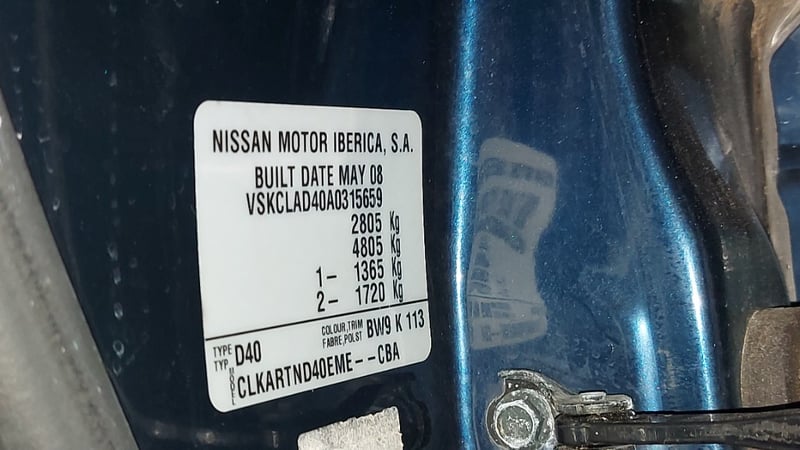 NISSAN MOTOR IBERICA, S.A.
BUILT DATE MAY 08
VSKCLAD40A0315659
2805 Kg
4805 Kg
1- 1365 Kg
2- 1720 Kg
TYPE TYP D40 COLOUR,TRIM FABRE,POLST BW9 K 113
MODEL CLKARTND40EME--CBA